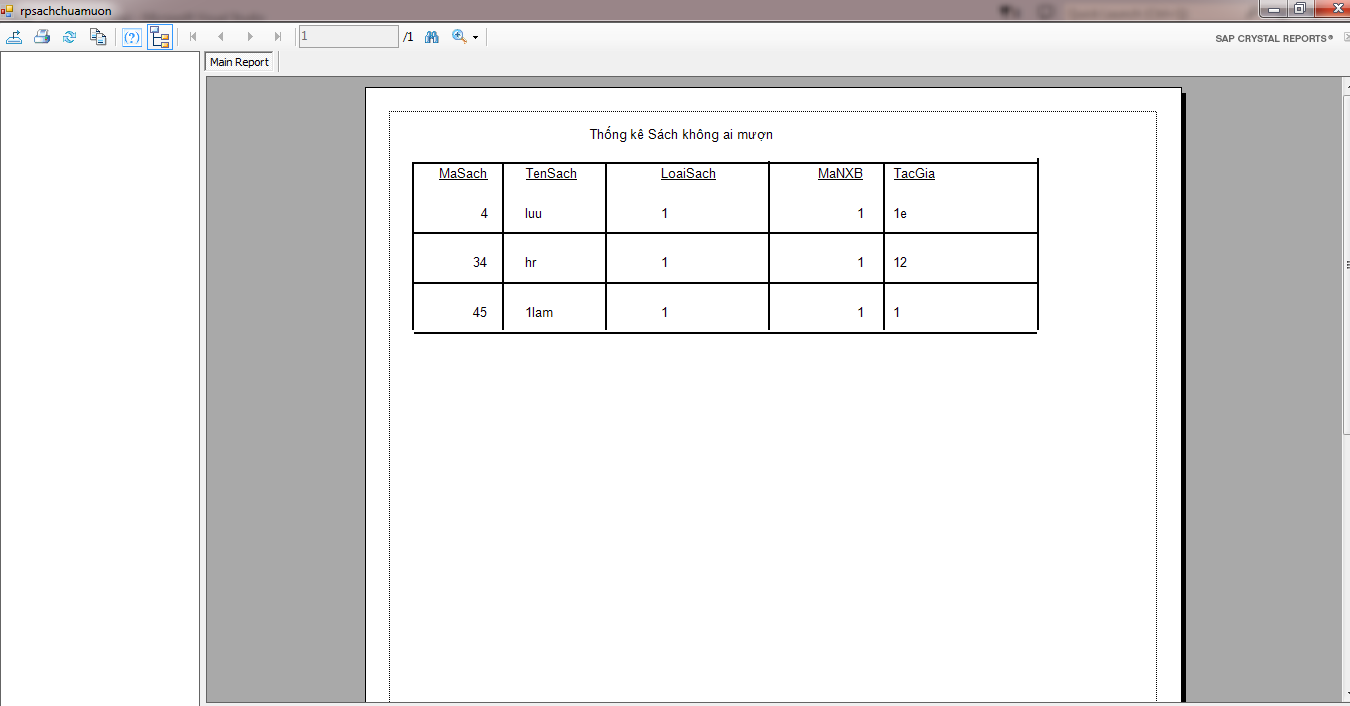 rpsachchuamuon
1 /1
SAP CRYSTAL REPORTS®
Main Report
Thống kê Sách không ai mượn
MaSach TenSach LoaiSach MaNXB TacGia
4 luu 1 1 1e
34 hr 1 1 12
45 1lam 1 1 1